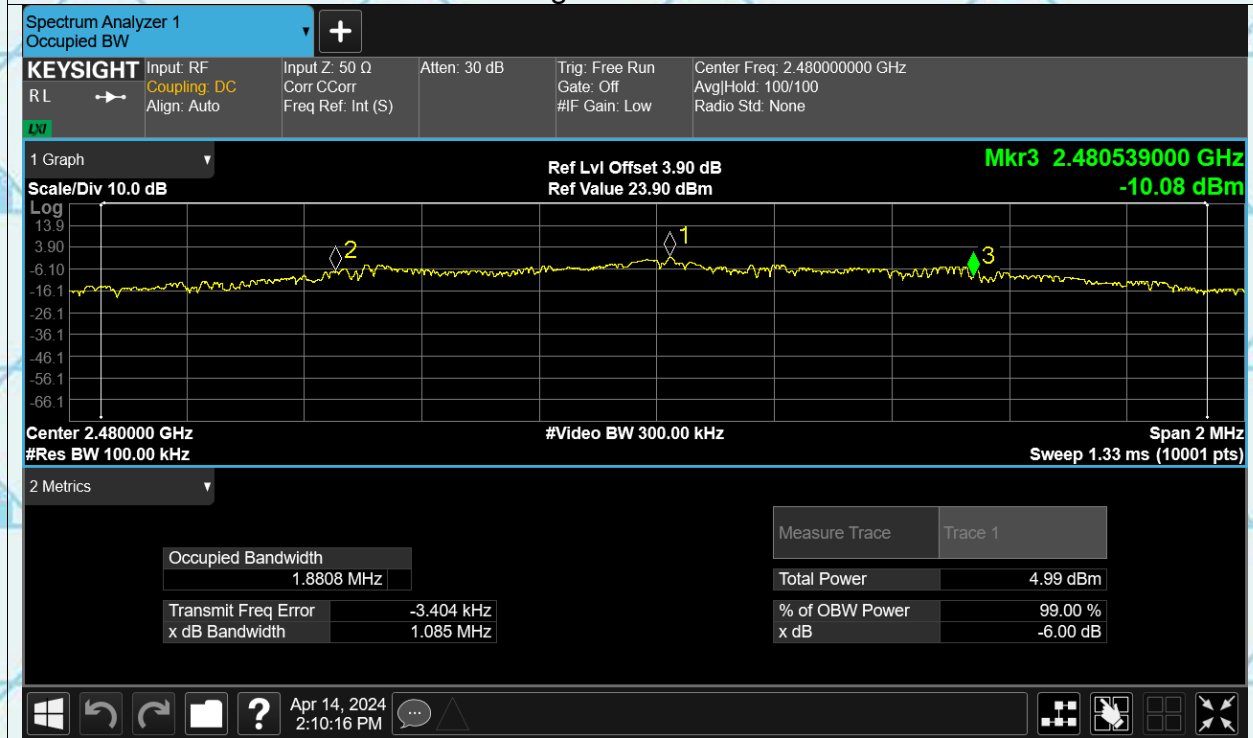 Spectrum Analyzer 1
Occupied BW
+
KEYSIGHT
R L
LXI
Input: RF
Coupling: DC
Align: Auto
Input Z: 50 Ω
Corr CCorr
Freq Ref: Int (S)
Atten: 30 dB
Trig: Free Run
Gate: Off
#IF Gain: Low
Center Freq: 2.480000000 GHz
Avg|Hold: 100/100
Radio Std: None
1 Graph
Scale/Div 10.0 dB
Ref Lvl Offset 3.90 dB
Ref Value 23.90 dBm
Mkr3 2.480539000 GHz
-10.08 dBm
Log
13.9
3.90
-6.10
-16.1
-26.1
-36.1
-46.1
-56.1
-66.1
2
1
3
Center 2.480000 GHz
#Res BW 100.00 kHz
#Video BW 300.00 kHz
Span 2 MHz
Sweep 1.33 ms (10001 pts)
2 Metrics
Measure Trace Trace 1
Occupied Bandwidth
1.8808 MHz
Total Power 4.99 dBm
Transmit Freq Error -3.404 kHz
% of OBW Power 99.00 %
x dB Bandwidth 1.085 MHz
x dB -6.00 dB
?
Apr 14, 2024
2:10:16 PM